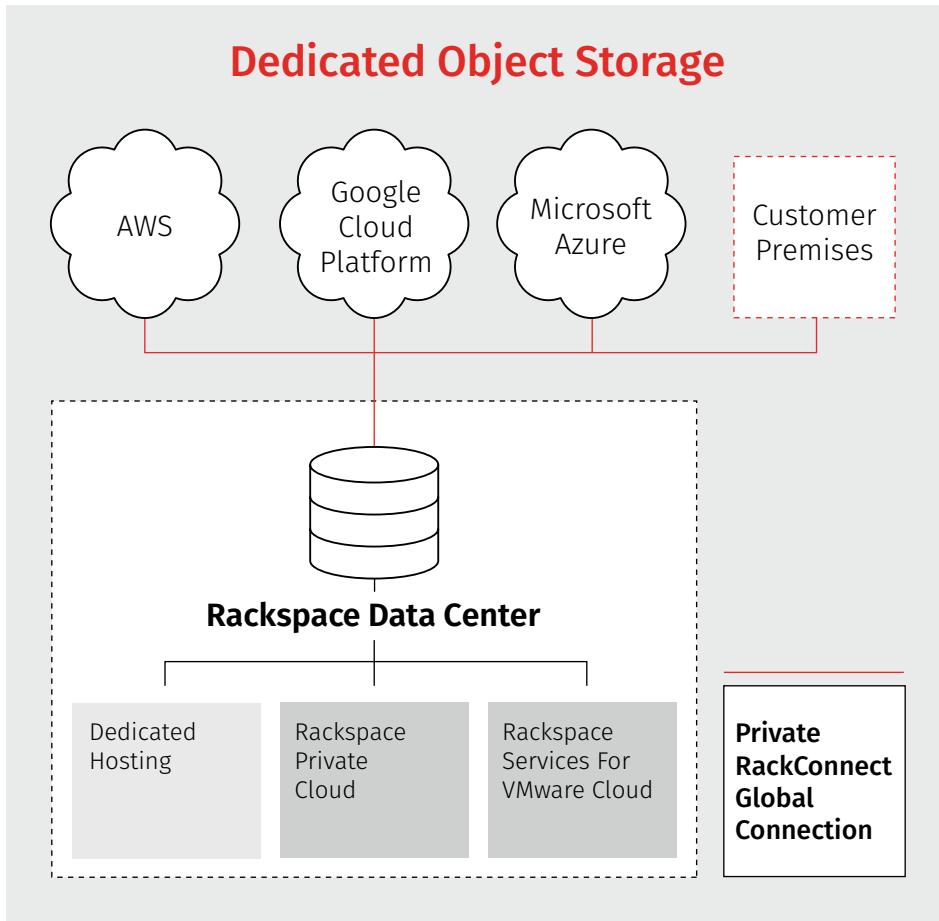 Dedicated Object Storage
AWS
Google
Cloud
Platform
Microsoft
Azure
Customer
Premises
Rackspace Data Center
Dedicated
Hosting
Rackspace
Private
Cloud
Rackspace
Services For
VMware Cloud
Private
RackConnect
Global
Connection